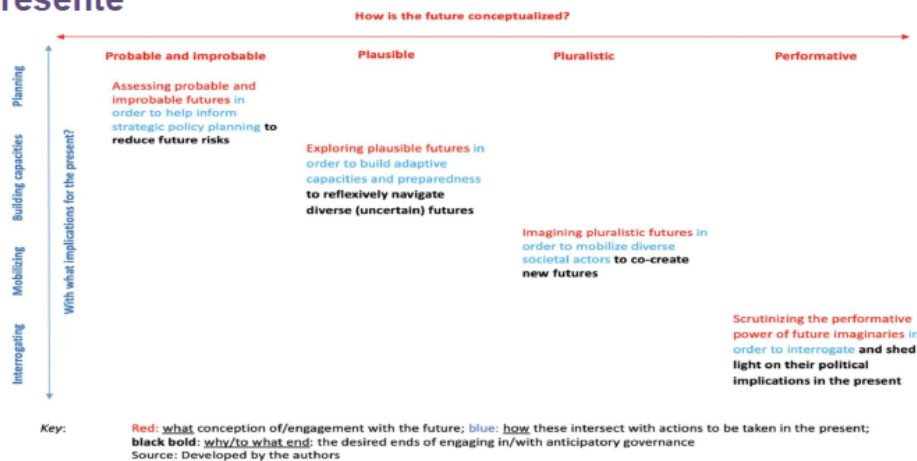 resente
How is the future conceptualized?
Probable and improbable
Plausible
Pluralistic
Performative
Planning
Building capacities
Mobilizing
Interrogating
With what implications for the present?
Assessing probable and
improbable futures in
order to help inform
strategic policy planning to
reduce future risks
Exploring plausible futures in
order to build adaptive
capacities and preparedness
to reflexively navigate
diverse (uncertain) futures
Imagining pluralistic futures in
order to mobilize diverse
societal actors to co-create
new futures
Scrutinizing the performative
power of future imaginaries in
order to interrogate and shed
light on their political
implications in the present
Key:
Red: what conception of/engagement with the future; blue: how these intersect with actions to be taken in the present;
black bold: why/to what end: the desired ends of engaging in/with anticipatory governance
Source: Developed by the authors